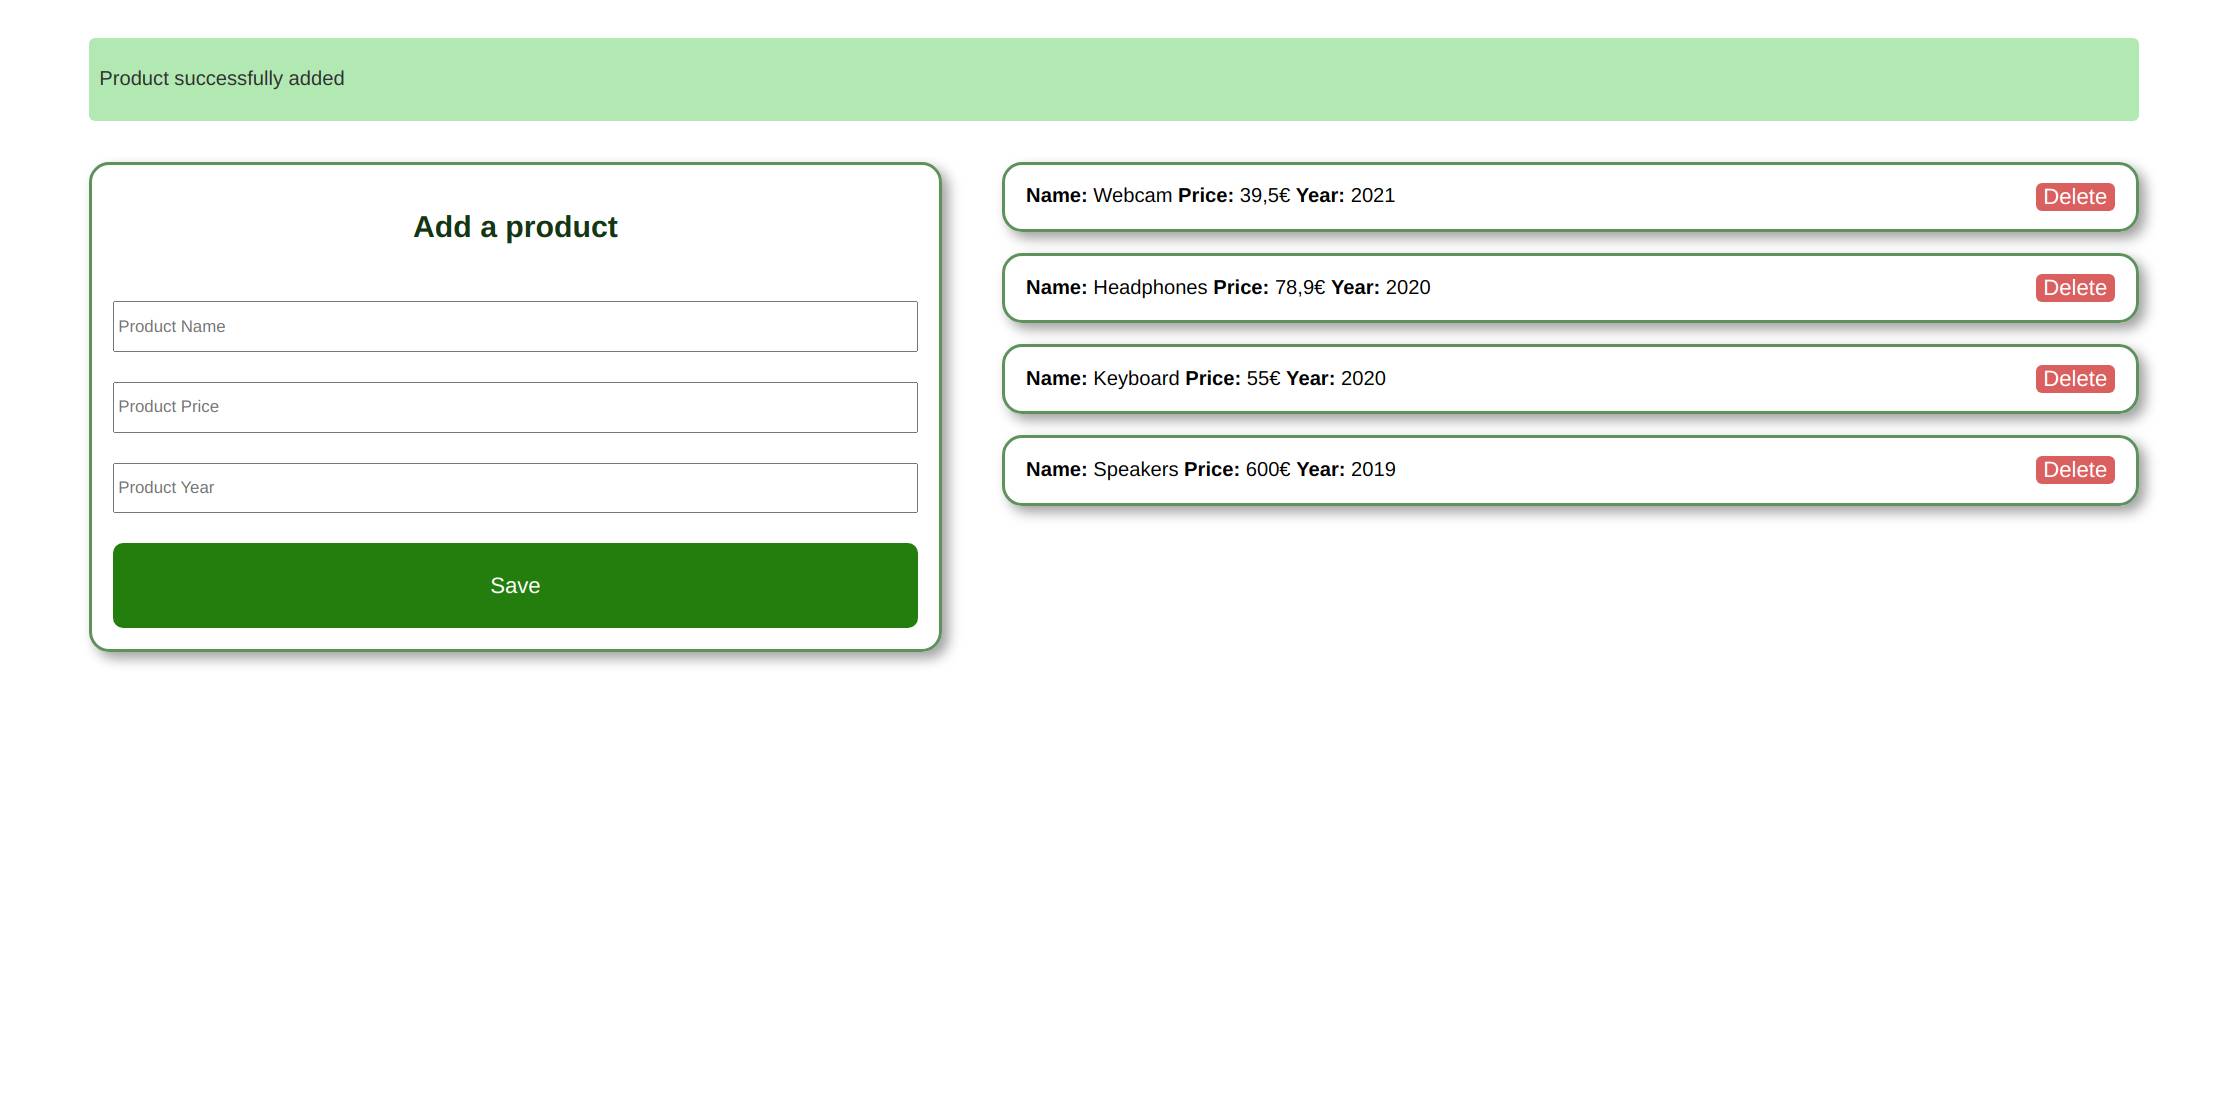 Product successfully added
Add a product
Product Name
Product Price
Product Year
Save
Name: Webcam Price: 39,5€ Year: 2021
Delete
Name: Headphones Price: 78,9€ Year: 2020
Delete
Name: Keyboard Price: 55€ Year: 2020
Delete
Name: Speakers Price: 600€ Year: 2019
Delete